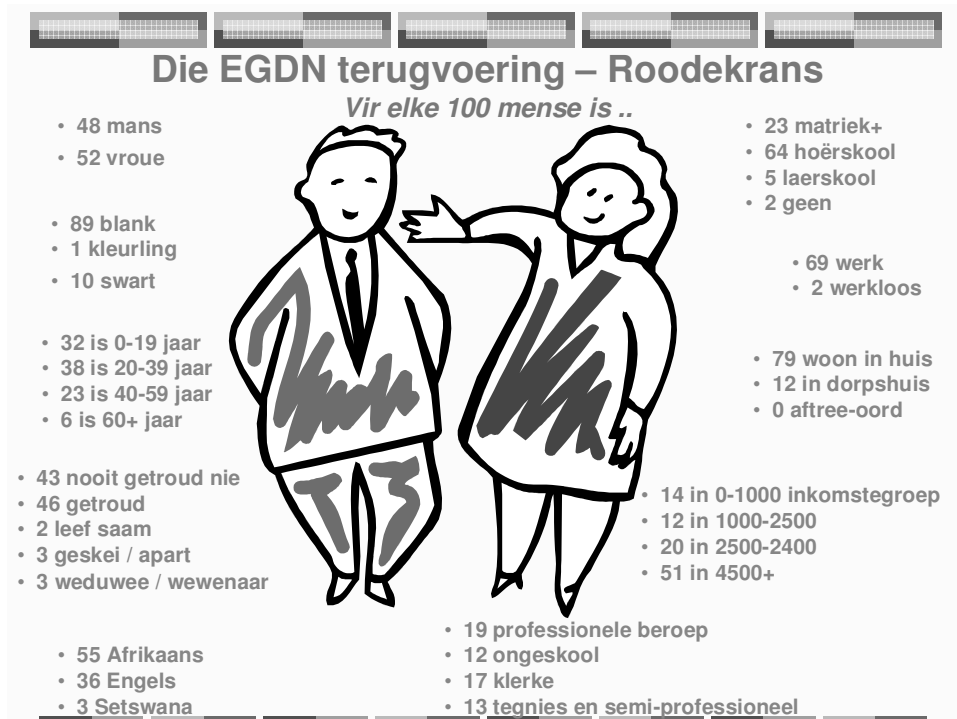 Die EGDN terugvoering – Roodekrans
Vir elke 100 mense is ..
• 48 mans
• 52 vroue
• 89 blank
• 1 kleurling
• 10 swart
• 32 is 0-19 jaar
• 38 is 20-39 jaar
• 23 is 40-59 jaar
• 6 is 60+ jaar
• 43 nooit getroud nie
• 46 getroud
• 2 leef saam
• 3 geskei / apart
• 3 weduwee / wewenaar
• 55 Afrikaans
• 36 Engels
• 3 Setswana
• 23 matriek+
• 64 hoërskool
• 5 laerskool
• 2 geen
• 69 werk
• 2 werkloos
• 79 woon in huis
• 12 in dorpshuis
• 0 aftree-oord
• 14 in 0-1000 inkomstegroep
• 12 in 1000-2500
• 20 in 2500-2400
• 51 in 4500+
• 19 professionele beroep
• 12 ongeskool
• 17 klerke
• 13 tegnies en semi-professioneel